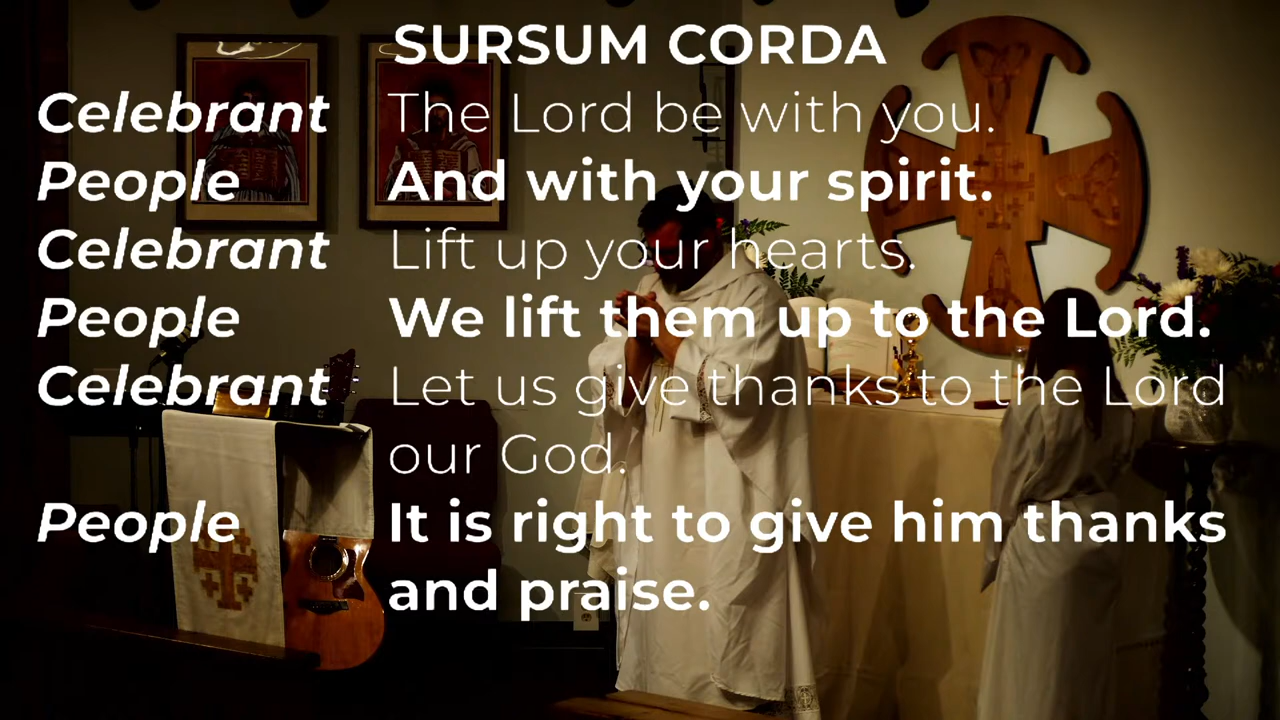 SURSUM CORDA
Celebrant The Lord be with you.
People And with your spirit.
Celebrant Lift up your hearts.
People We lift them up to the Lord.
Celebrant Let us give thanks to the Lord
our God.
People It is right to give him thanks
and praise.